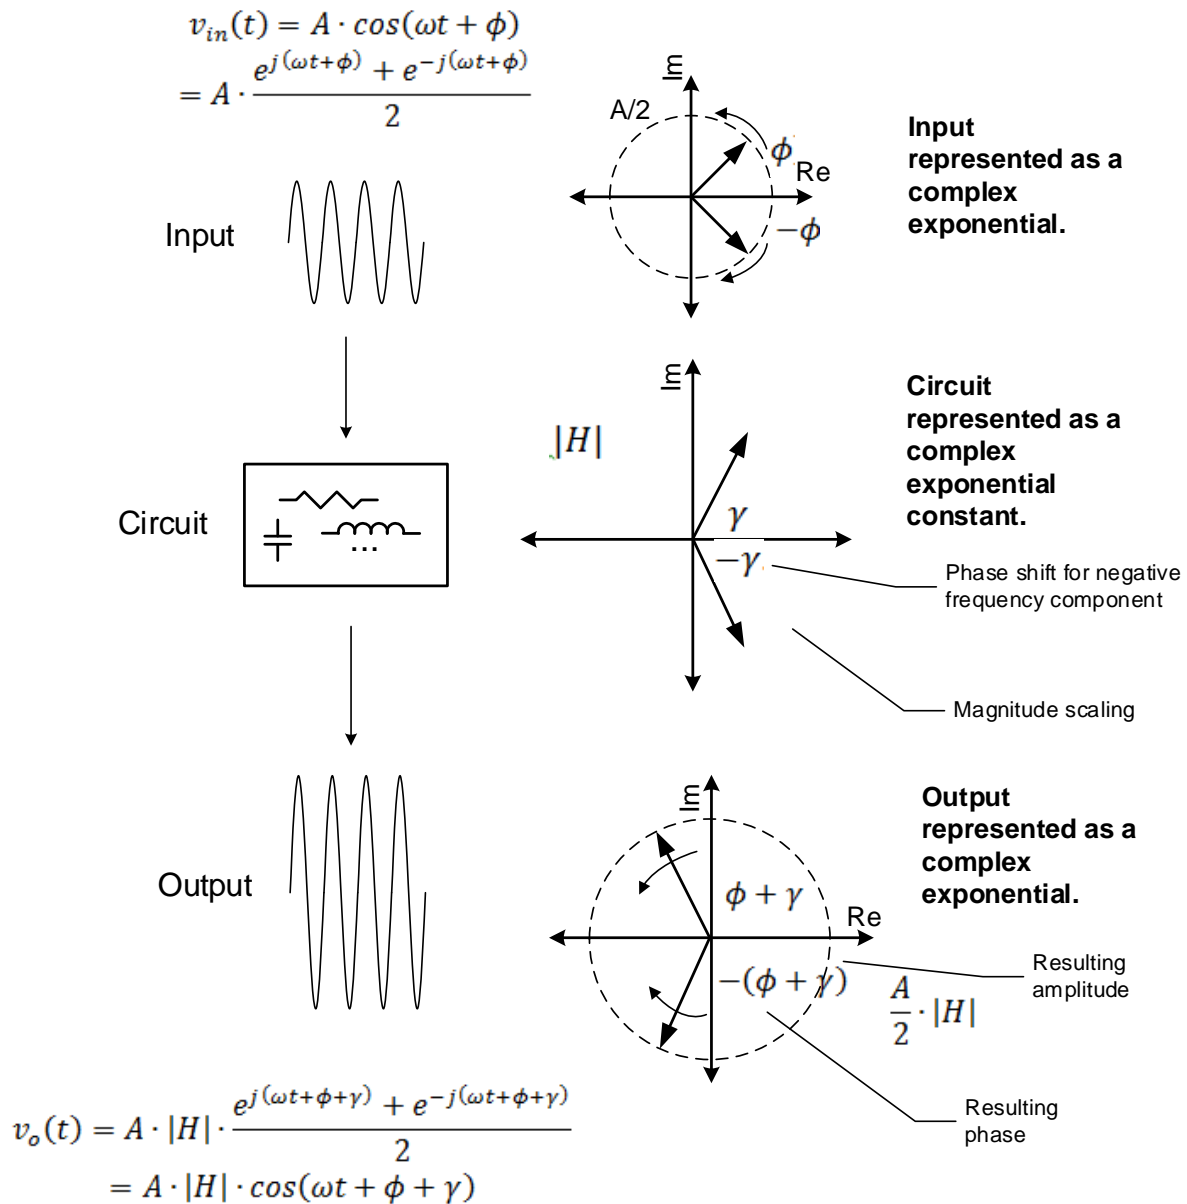 v_in(t) = A · cos(ωt + ϕ)
= A · (e^{j(ωt+ϕ)} + e^{−j(ωt+ϕ)}) / 2
Input
Im
A/2
ϕ
Re
−ϕ
Input
represented as a
complex
exponential.
Circuit
...
Im
|H|
γ
−γ
Circuit
represented as a
complex
exponential
constant.
Phase shift for negative
frequency component
Magnitude scaling
Output
Im
ϕ + γ
Re
−(ϕ + γ)
A/2 · |H|
Output
represented as a
complex
exponential.
Resulting
amplitude
Resulting
phase
v_o(t) = A · |H| · (e^{j(ωt+ϕ+γ)} + e^{−j(ωt+ϕ+γ)}) / 2
= A · |H| · cos(ωt + ϕ + γ)